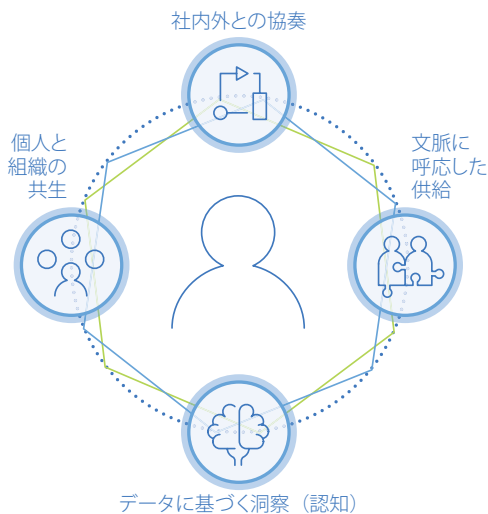 社内外との協奏
個人と
組織の
共生
文脈に
呼応した
供給
データに基づく洞察（認知）